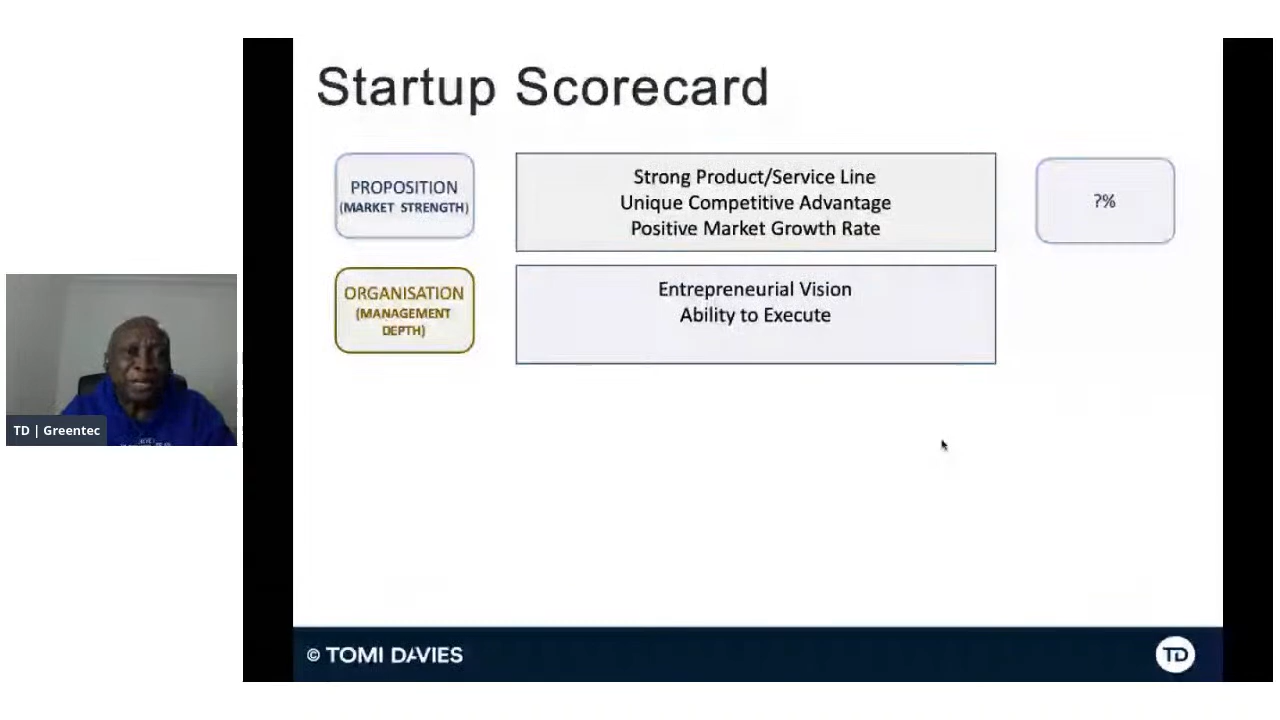 Startup Scorecard
PROPOSITION
(MARKET STRENGTH)
Strong Product/Service Line
Unique Competitive Advantage
Positive Market Growth Rate
?%
ORGANISATION
(MANAGEMENT
DEPTH)
Entrepreneurial Vision
Ability to Execute
TD | Greentec
© TOMI DAVIES
TD